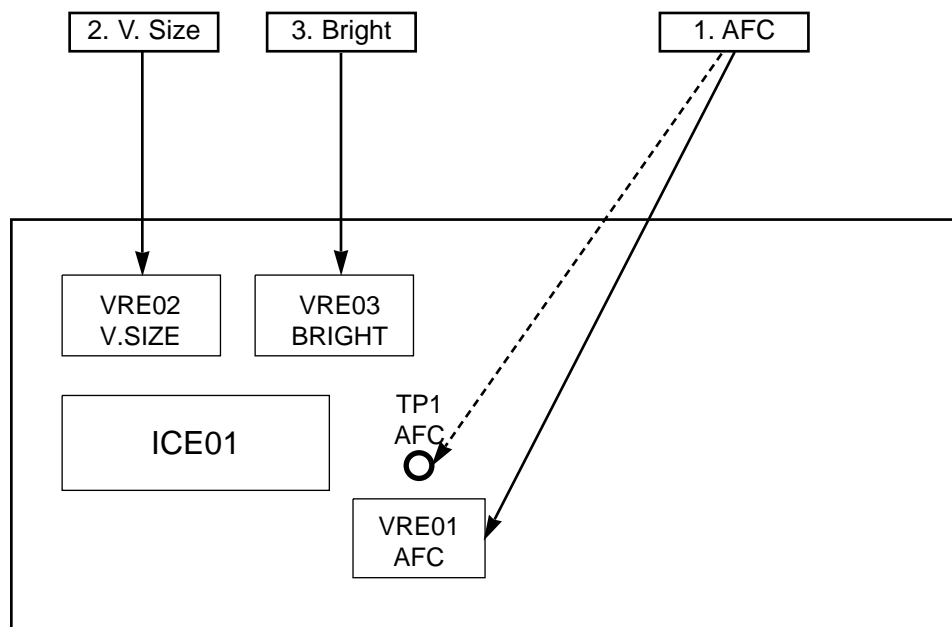 2. V. Size
3. Bright
1. AFC
VRE02
V.SIZE
VRE03
BRIGHT
ICE01
TP1
AFC
VRE01
AFC